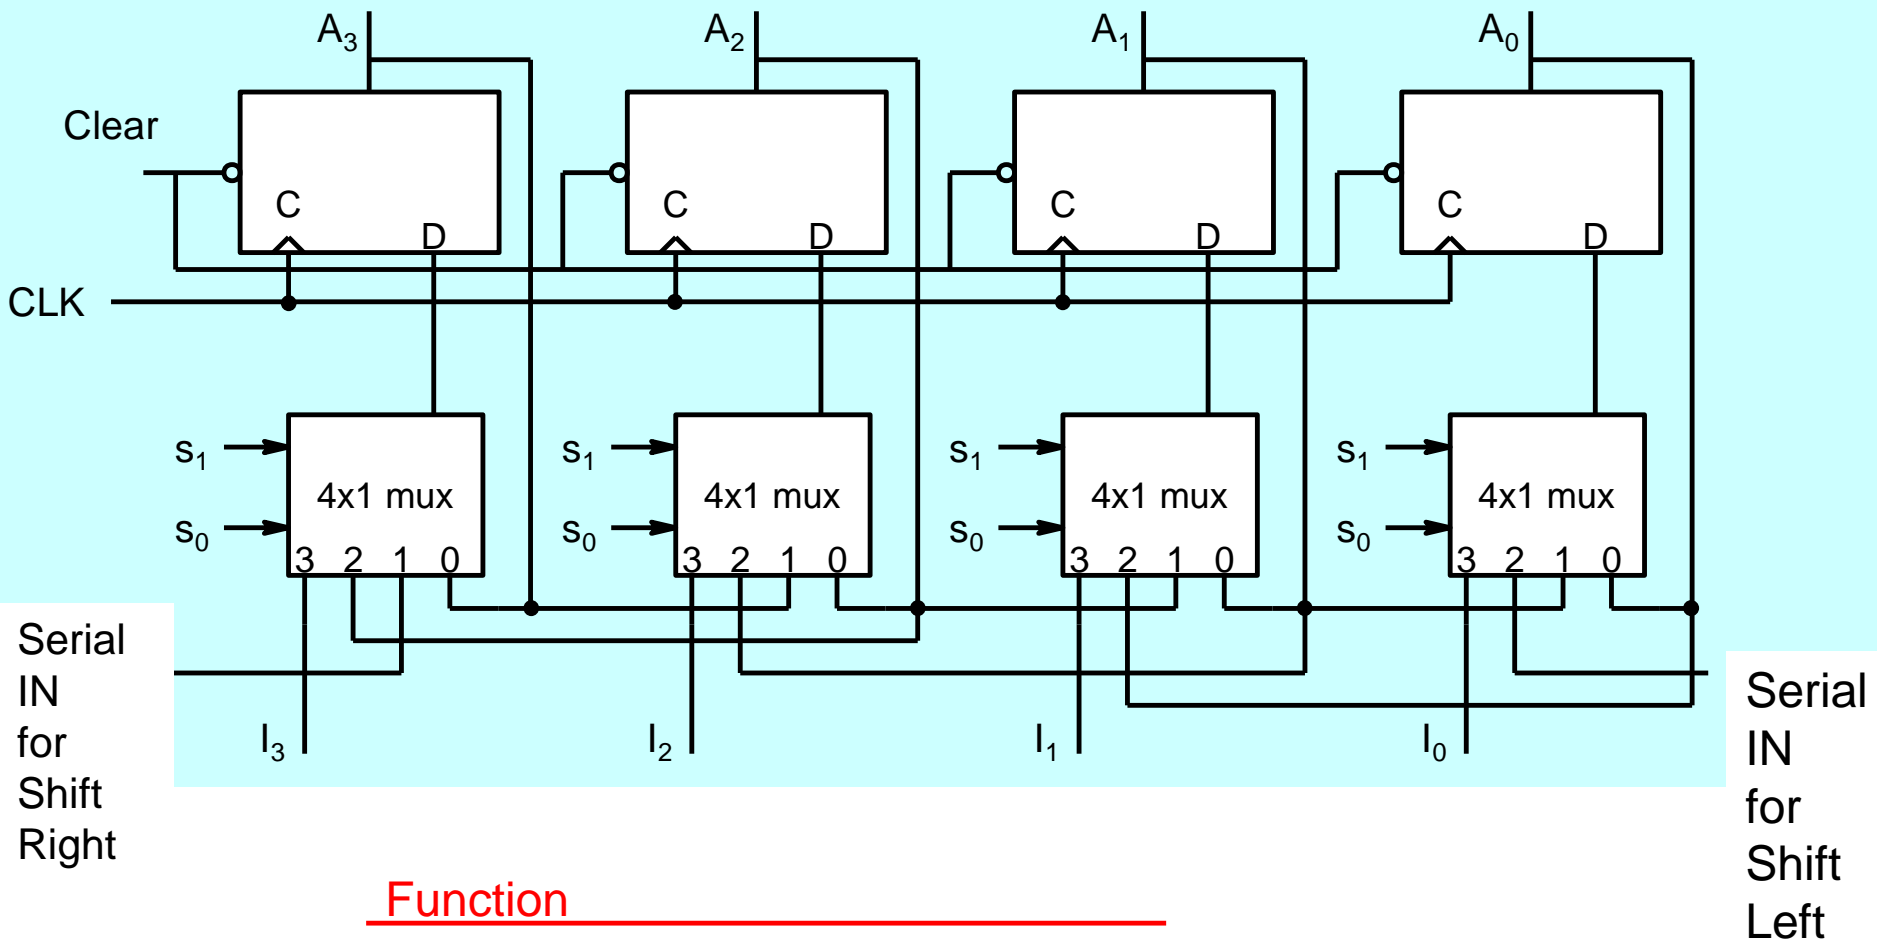 A3 A2 A1 A0
Clear
C C C C
D D D D
CLK
s1 s1 s1 s1
4x1 mux 4x1 mux 4x1 mux 4x1 mux
s0 s0 s0 s0
3 2 1 0 3 2 1 0 3 2 1 0 3 2 1 0
Serial
IN
for
Shift
Right
I3 I2 I1 I0
Serial
IN
for
Shift
Left
Function